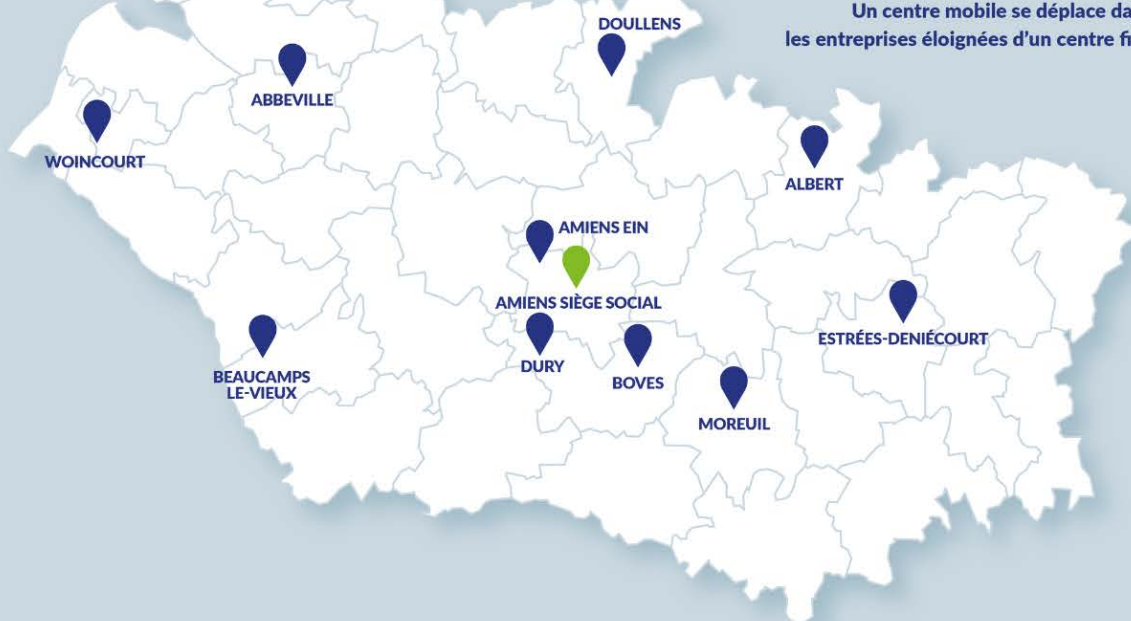 Un centre mobile se déplace da
les entreprises éloignées d'un centre fi
DOULLENS
ABBEVILLE
WOINCOURT
ALBERT
AMIENS EIN
AMIENS SIÈGE SOCIAL
ESTRÉES-DENIÉCOURT
DURY
BOVES
BEAUCAMPS
LE-VIEUX
MOREUIL